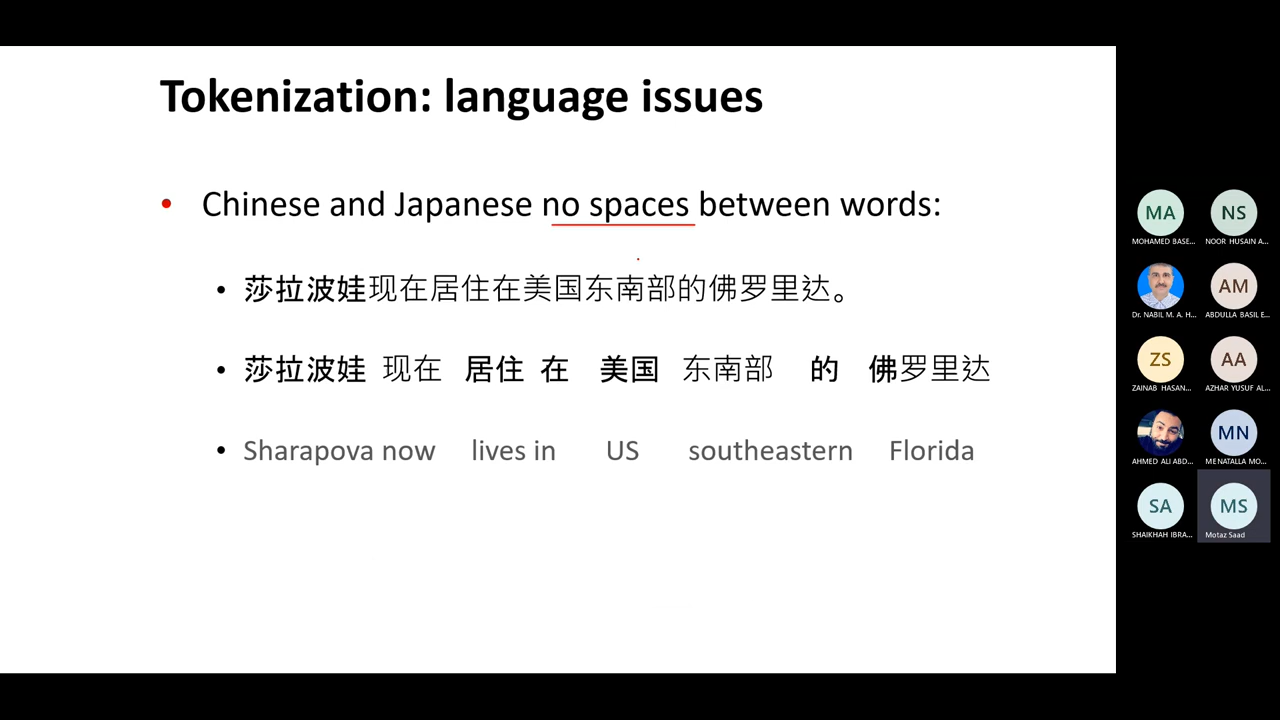 Tokenization: language issues
• Chinese and Japanese no spaces between words:
• 莎拉波娃现在居住在美国东南部的佛罗里达。
• 莎拉波娃 现在 居住 在 美国 东南部 的 佛罗里达
• Sharapova now lives in US southeastern Florida
MA NS
MOHAMED BASE... NOOR HUSAIN A...
AM
Dr. NABIL M. A. H... ABDULLA BASIL E...
ZS AA
ZAINAB HASAN... AZHAR YUSUF AL...
MN
AHMED ALI ABD... MENATALLA MO...
SA MS
SHAIKHAH IBRA... Motaz Saad